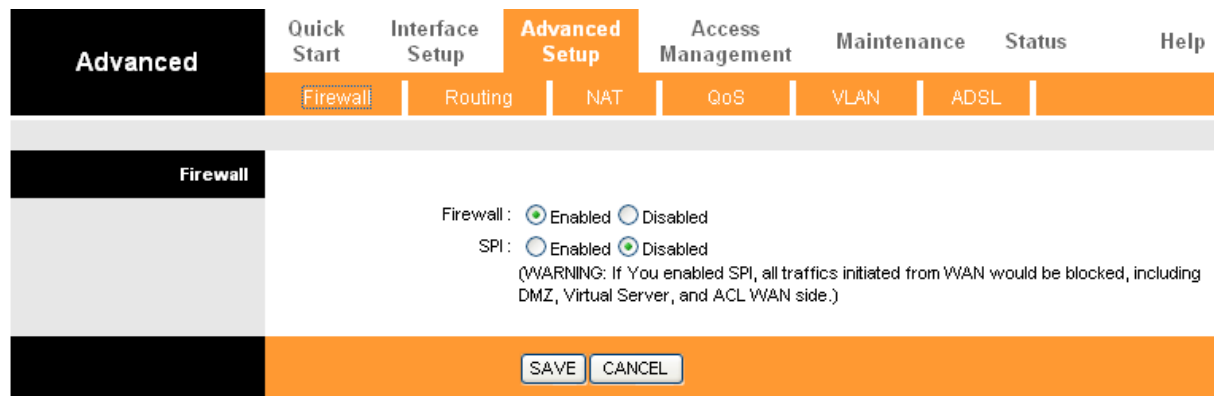 Advanced
Quick Start
Interface Setup
Advanced Setup
Access Management
Maintenance
Status
Help
Firewall
Routing
NAT
QoS
VLAN
ADSL
Firewall
Firewall : Enabled Disabled
SPI : Enabled Disabled
(WARNING: If You enabled SPI, all traffics initiated from WAN would be blocked, including
DMZ, Virtual Server, and ACL WAN side.)
SAVE CANCEL